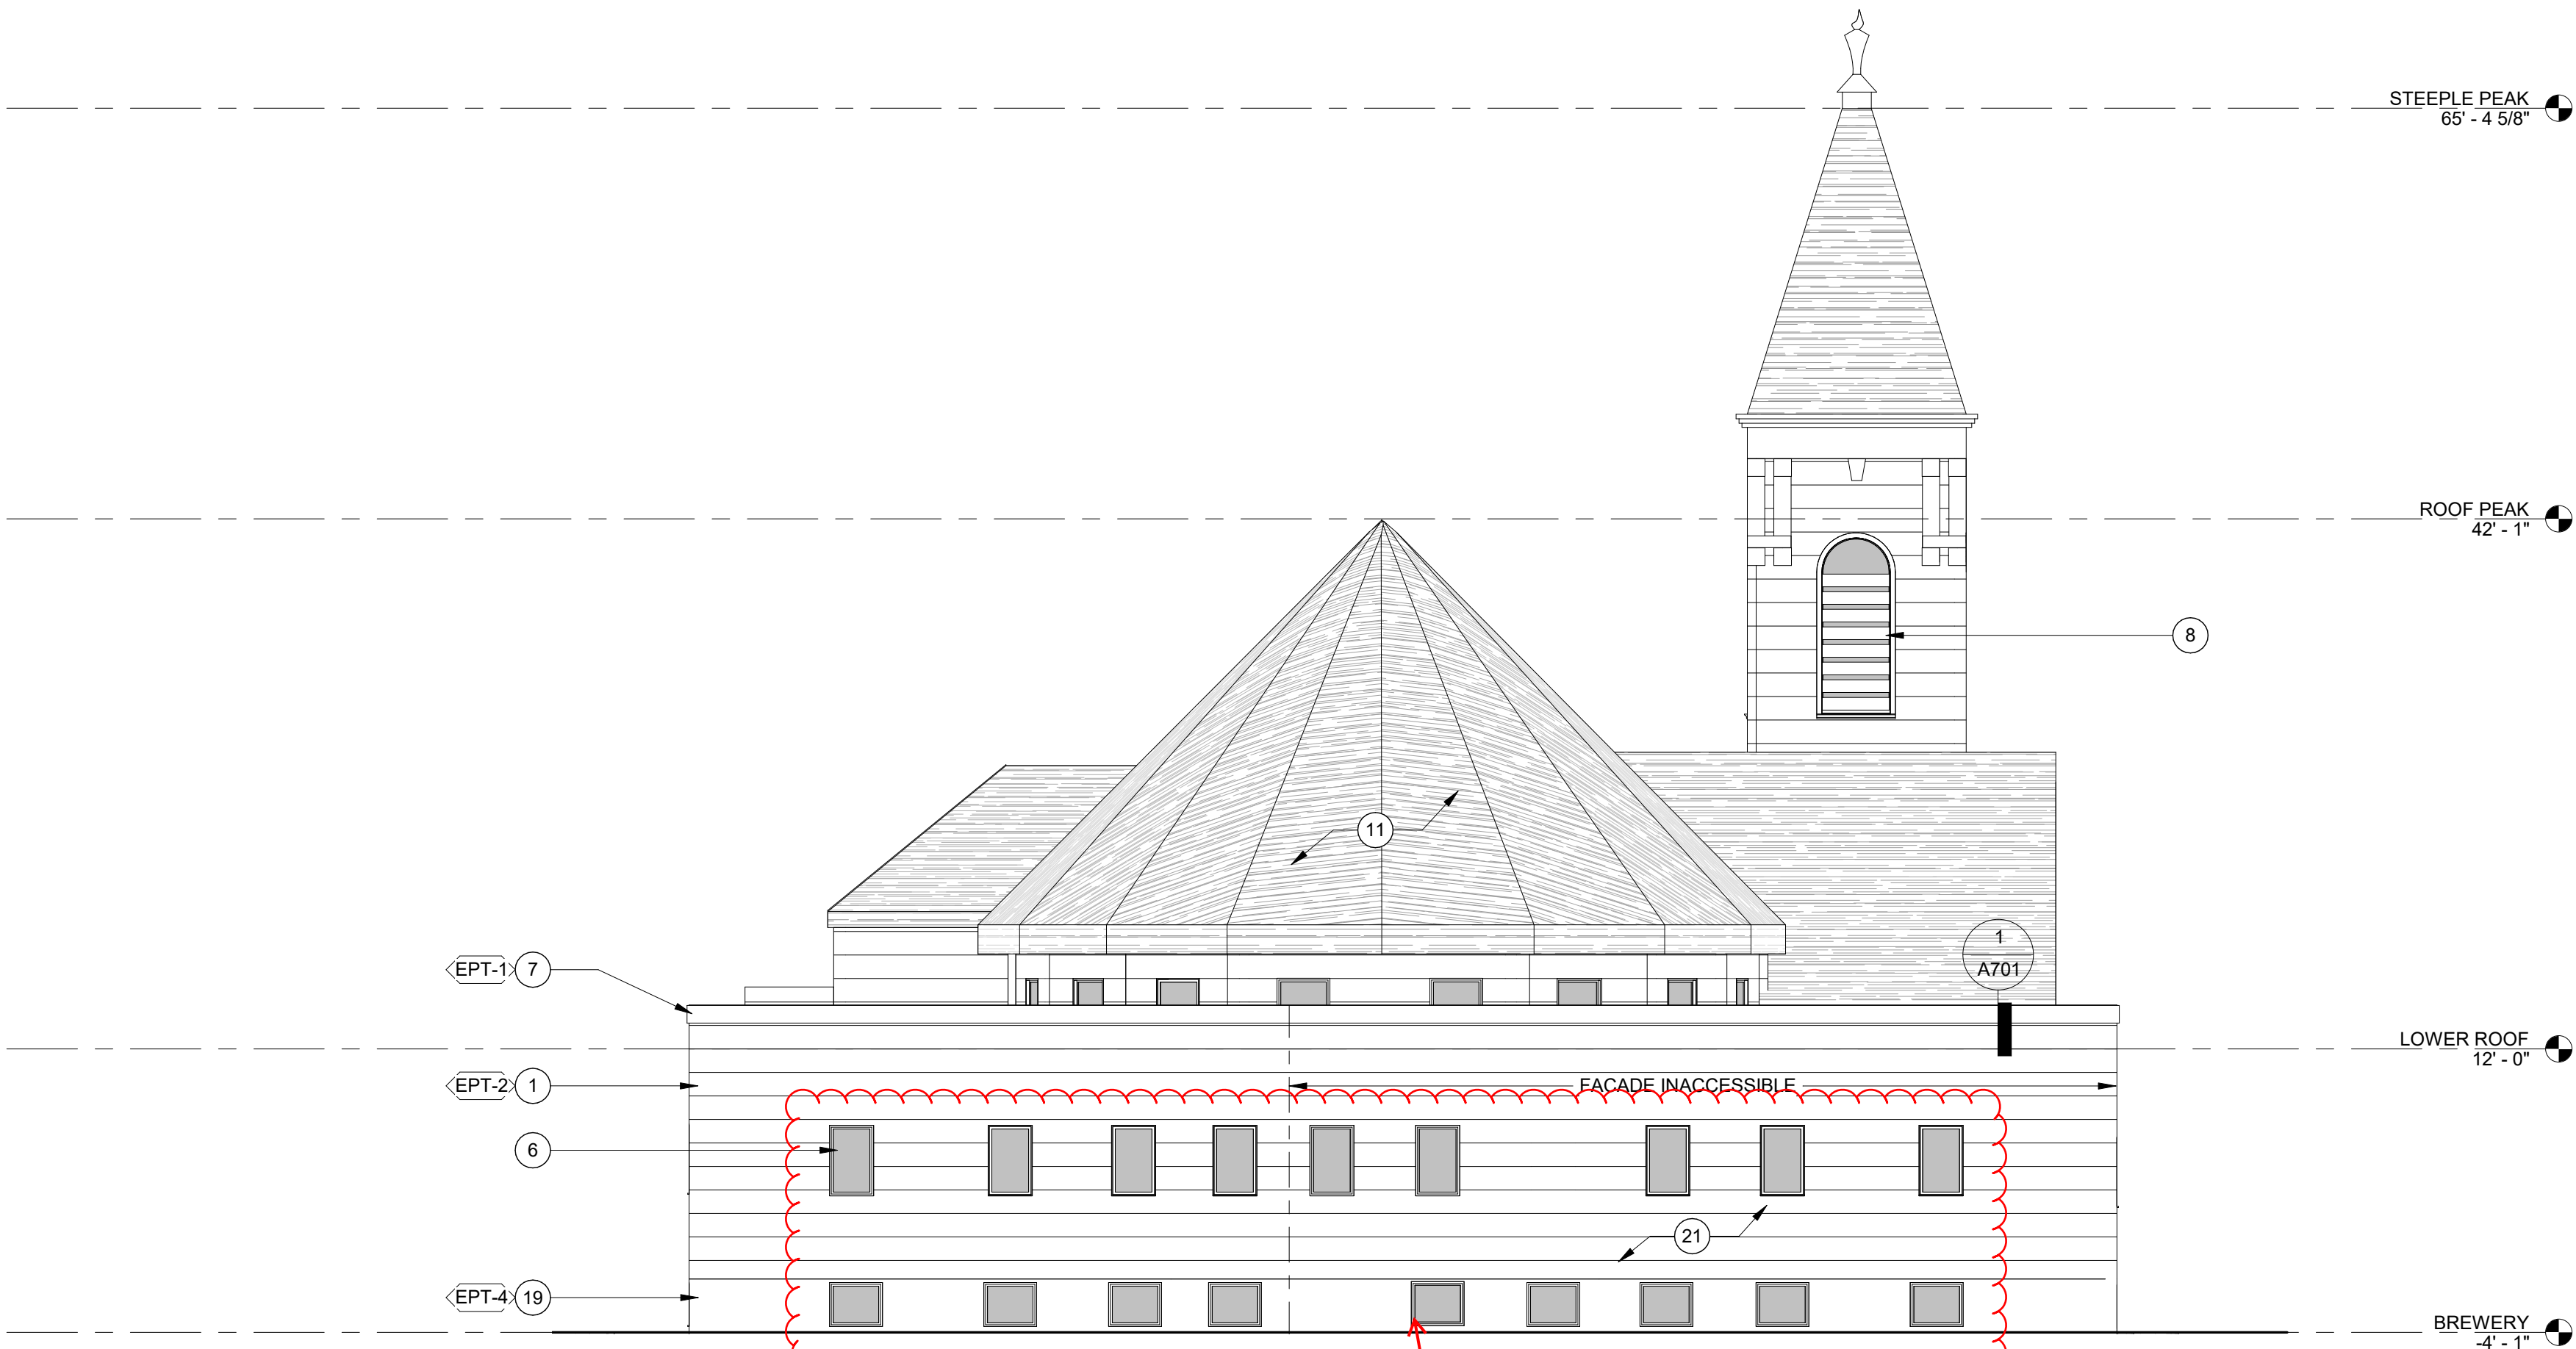 STEEPLE PEAK
65' - 4 5/8"
ROOF PEAK
42' - 1"
8
11
1
A701
EPT-1 7
LOWER ROOF
12' - 0"
EPT-2 1
FACADE INACCESSIBLE
6
21
EPT-4 19
BREWERY
-4' - 1"